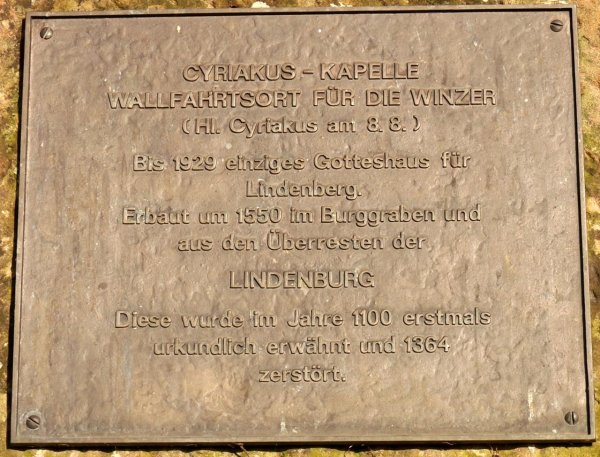 CYRIAKUS - KAPELLE
WALLFAHRTSORT FÜR DIE WINZER
(Hl. Cyriakus am 8. 8.)
Bis 1929 einziges Gotteshaus für
Lindenberg.
Erbaut um 1550 im Burggraben und
aus den Überresten der
LINDENBURG
Diese wurde im Jahre 1100 erstmals
urkundlich erwähnt und 1364
zerstört.